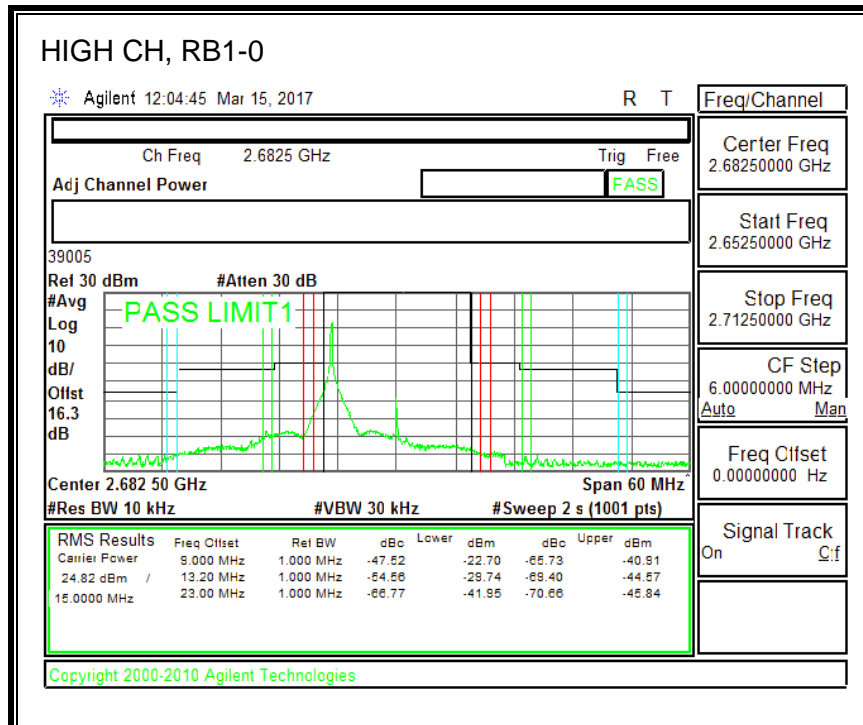 HIGH CH, RB1-0
Agilent 12:04:45 Mar 15, 2017 R T
Freq/Channel
Ch Freq 2.6825 GHz Trig Free
Adj Channel Power PASS
Center Freq
2.68250000 GHz
Start Freq
2.65250000 GHz
39005
Ref 30 dBm #Atten 30 dB
#Avg
Log
10
dB/
Offst
16.3
dB
PASS LIMIT1
Stop Freq
2.71250000 GHz
CF Step
6.00000000 MHz
Auto Man
Freq Offset
0.00000000 Hz
Center 2.682 50 GHz Span 60 MHz
#Res BW 10 kHz #VBW 30 kHz #Sweep 2 s (1001 pts)
Signal Track
On Off
RMS Results Freq Offset Ref BW dBc Lower dBm dBc Upper dBm
Carrier Power 9.000 MHz 1.000 MHz -47.52 -22.70 -65.73 -40.91
24.82 dBm / 13.20 MHz 1.000 MHz -54.56 -29.74 -69.40 -44.57
15.0000 MHz 23.00 MHz 1.000 MHz -66.77 -41.95 -70.66 -45.84
Copyright 2000-2010 Agilent Technologies